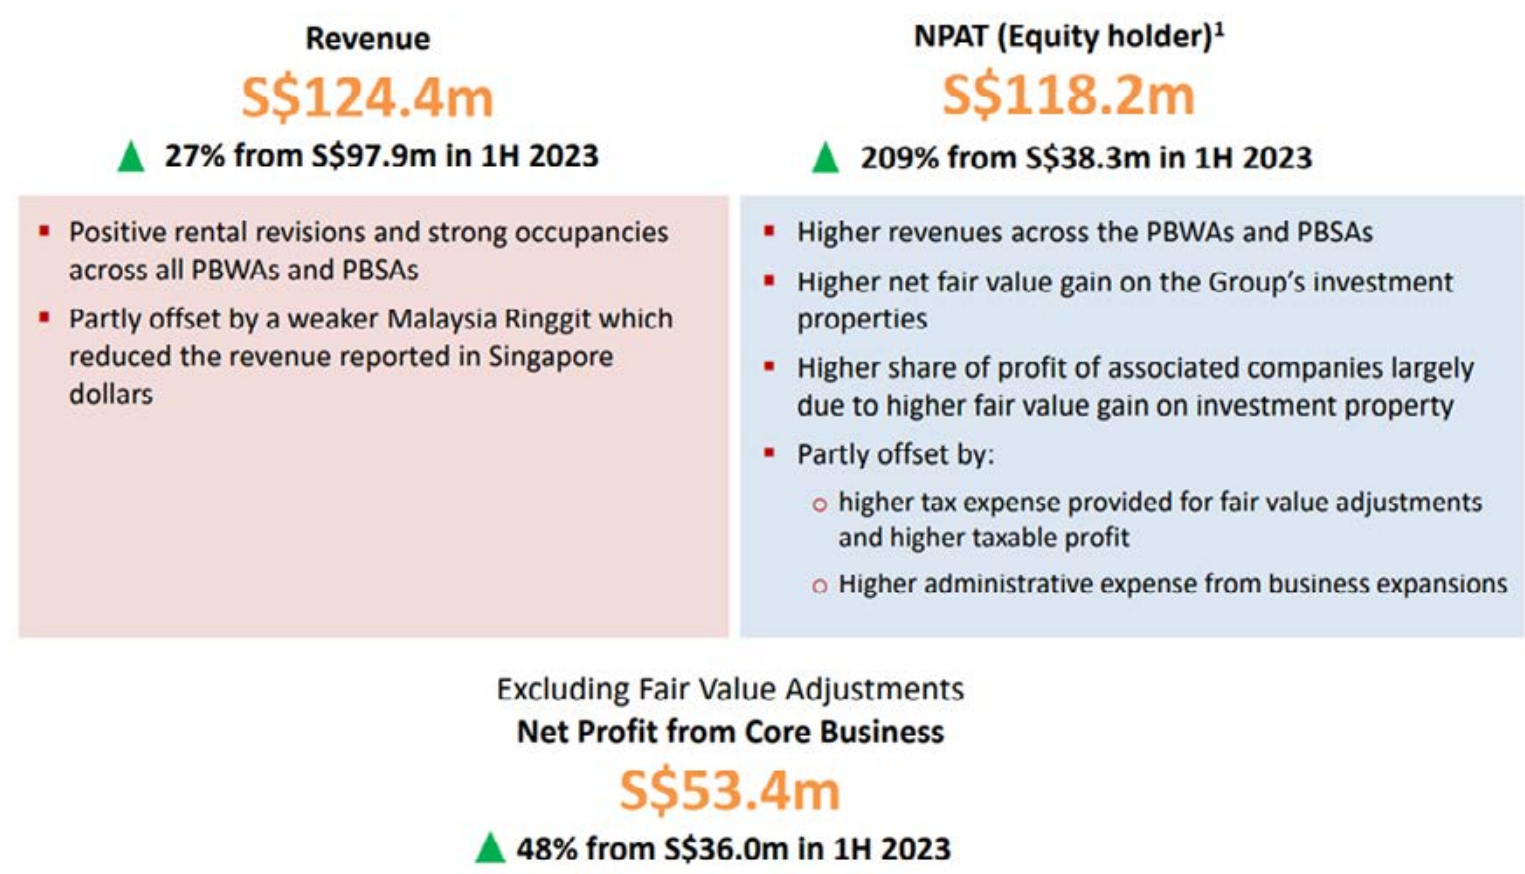 Revenue
S$124.4m
▲ 27% from S$97.9m in 1H 2023
▪ Positive rental revisions and strong occupancies
across all PBWAs and PBSAs
▪ Partly offset by a weaker Malaysia Ringgit which
reduced the revenue reported in Singapore
dollars
NPAT (Equity holder)¹
S$118.2m
▲ 209% from S$38.3m in 1H 2023
▪ Higher revenues across the PBWAs and PBSAs
▪ Higher net fair value gain on the Group’s investment
properties
▪ Higher share of profit of associated companies largely
due to higher fair value gain on investment property
▪ Partly offset by:
o higher tax expense provided for fair value adjustments
and higher taxable profit
o Higher administrative expense from business expansions
Excluding Fair Value Adjustments
Net Profit from Core Business
S$53.4m
▲ 48% from S$36.0m in 1H 2023